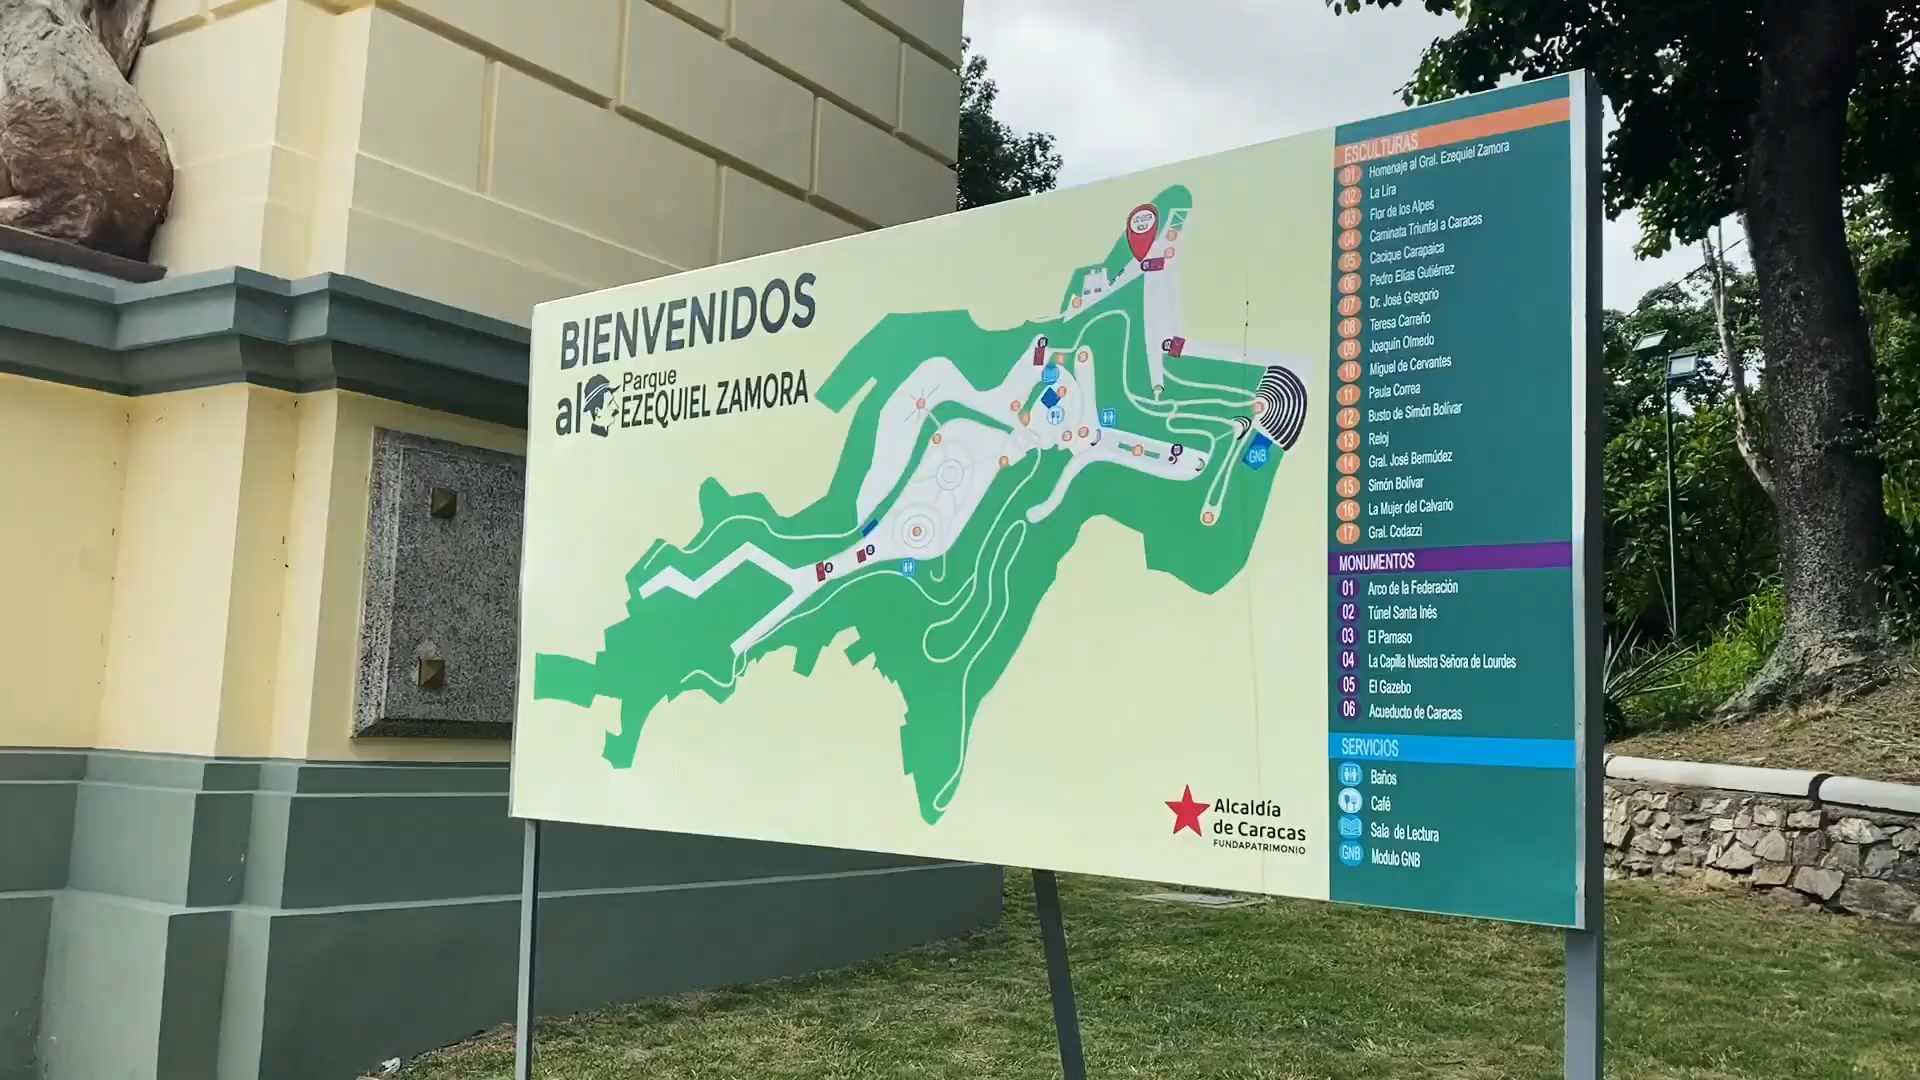 BIENVENIDOS
al Parque
EZEQUIEL ZAMORA
ESCULTURAS
01 Homenaje al Gral. Ezequiel Zamora
02 La Lira
03 Flor de los Alpes
04 Caminata Triunfal a Caracas
05 Cacique Carapaica
06 Pedro Elías Gutiérrez
07 Dr. José Gregorio
08 Teresa Carreño
09 Joaquín Olmedo
10 Miguel de Cervantes
11 Paula Correa
12 Busto de Simón Bolívar
13 Reloj
14 Gral. José Bermúdez
15 Simón Bolívar
16 La Mujer del Calvario
17 Gral. Codazzi
MONUMENTOS
01 Arco de la Federación
02 Túnel Santa Inés
03 El Parnaso
04 La Capilla Nuestra Señora de Lourdes
05 El Gazebo
06 Acueducto de Caracas
SERVICIOS
Baños
Café
Sala de Lectura
GNB Modulo GNB
GNB
Alcaldía
de Caracas
FUNDAPATRIMONIO